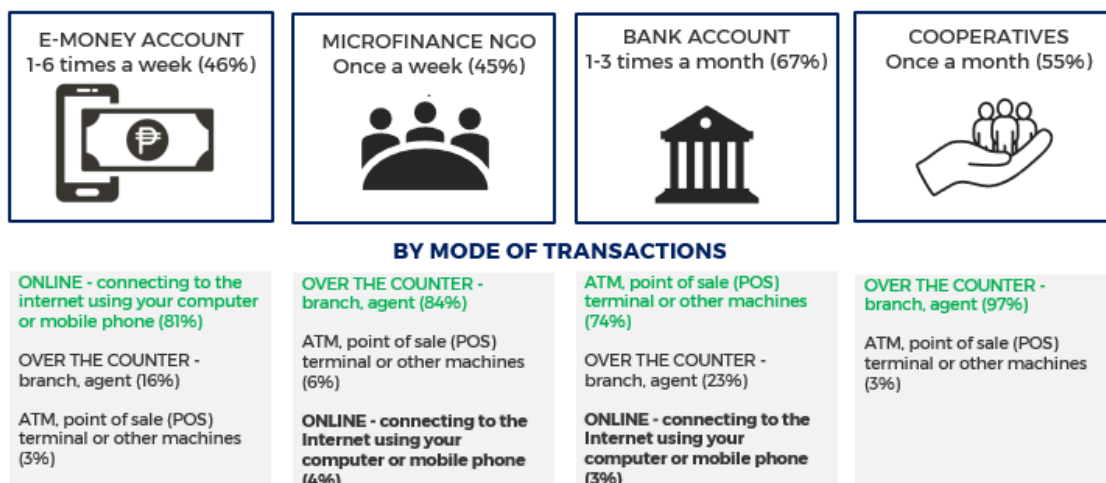 E-MONEY ACCOUNT
1-6 times a week (46%)
₱
MICROFINANCE NGO
Once a week (45%)
BANK ACCOUNT
1-3 times a month (67%)
COOPERATIVES
Once a month (55%)
BY MODE OF TRANSACTIONS
ONLINE - connecting to the
internet using your computer
or mobile phone (81%)
OVER THE COUNTER -
branch, agent (16%)
ATM, point of sale (POS)
terminal or other machines
(3%)
OVER THE COUNTER -
branch, agent (84%)
ATM, point of sale (POS)
terminal or other machines
(6%)
ONLINE - connecting to the
Internet using your
computer or mobile phone
(4%)
ATM, point of sale (POS)
terminal or other machines
(74%)
OVER THE COUNTER -
branch, agent (23%)
ONLINE - connecting to the
Internet using your
computer or mobile phone
(3%)
OVER THE COUNTER -
branch, agent (97%)
ATM, point of sale (POS)
terminal or other machines
(3%)